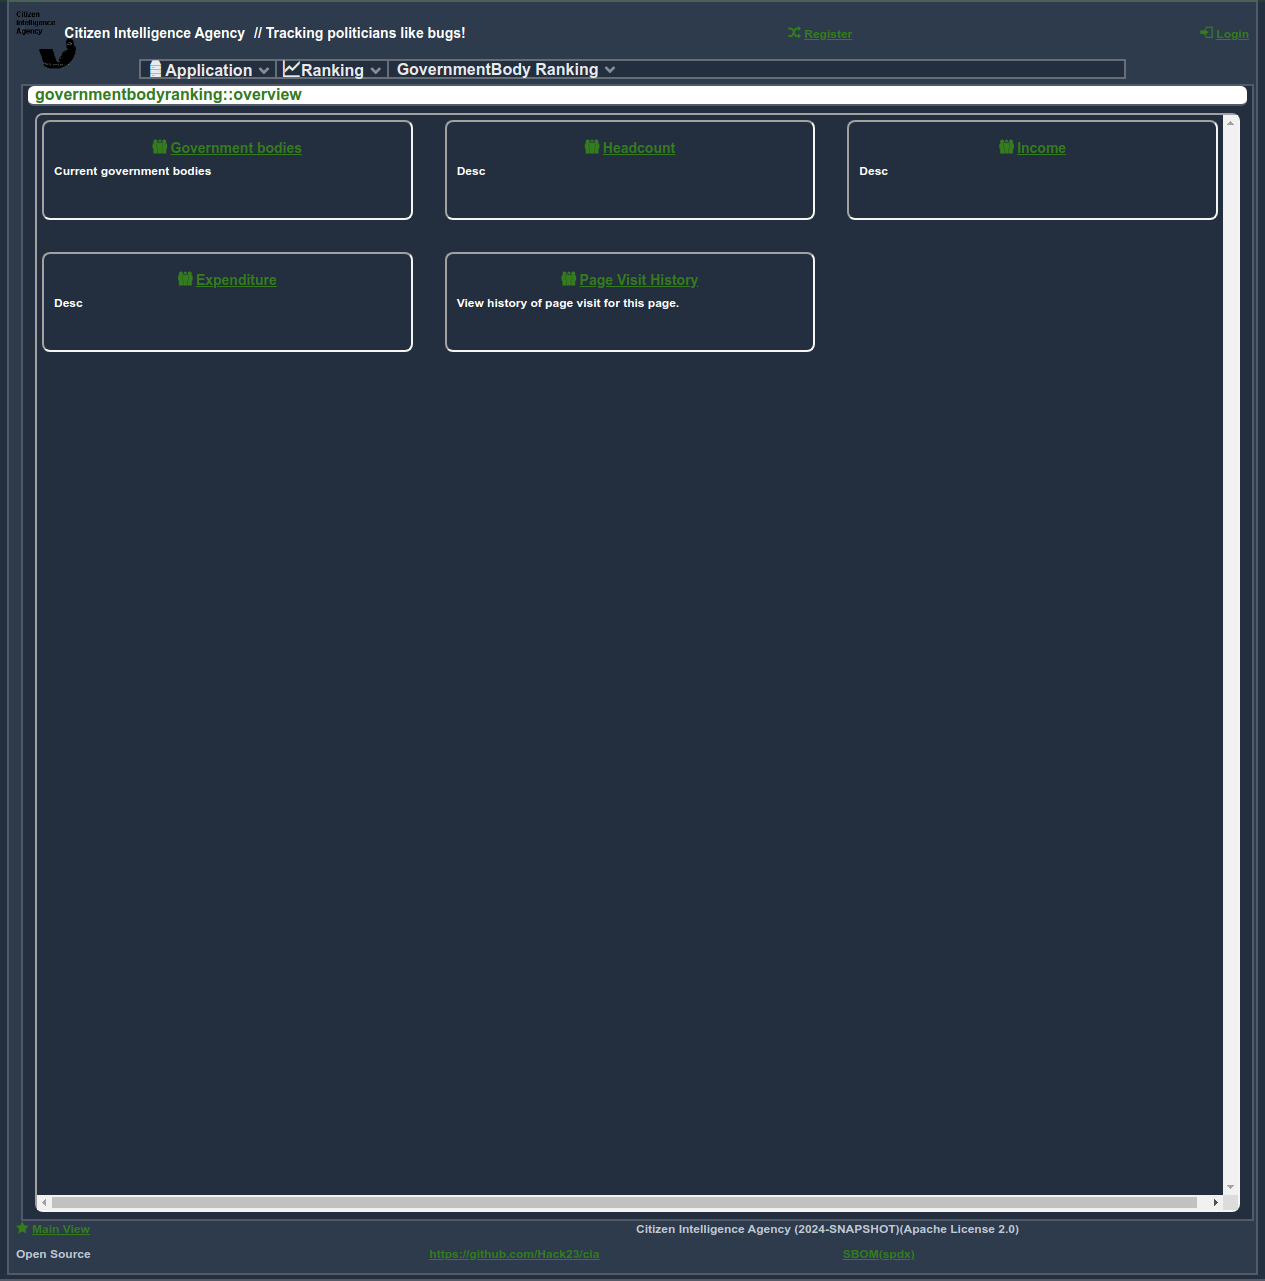 Citizen
Intelligence
Agency
Citizen Intelligence Agency // Tracking politicians like bugs!
Register
Login
Application
Ranking
GovernmentBody Ranking
governmentbodyranking::overview
Government bodies
Current government bodies
Headcount
Desc
Income
Desc
Expenditure
Desc
Page Visit History
View history of page visit for this page.
Main View
Citizen Intelligence Agency (2024-SNAPSHOT)(Apache License 2.0)
Open Source
https://github.com/Hack23/cia
SBOM(spdx)